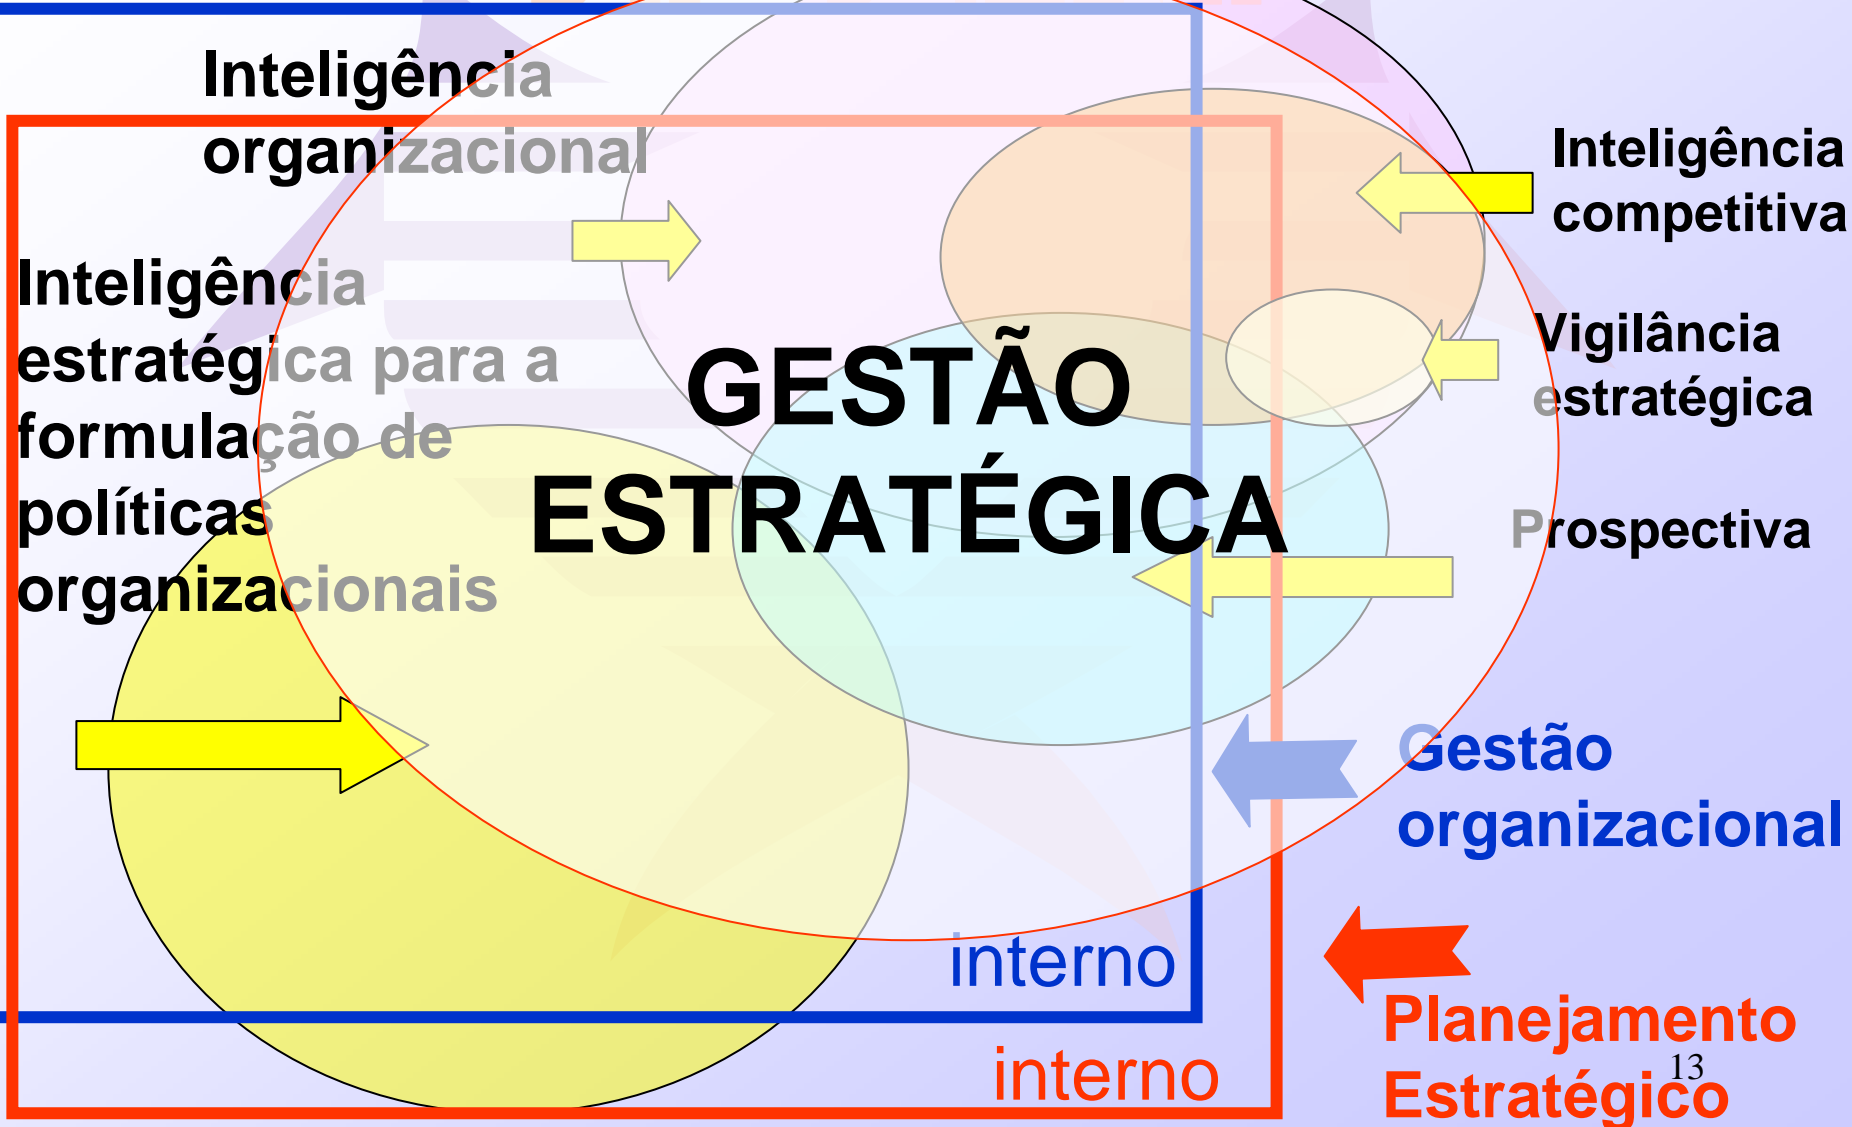 Inteligência
organizacional
Inteligência
competitiva
Inteligência
estratégica para a
formulação de
políticas
organizacionais
GESTÃO
ESTRATÉGICA
Vigilância
estratégica
Prospectiva
Gestão
organizacional
interno
interno
Planejamento
Estratégico
13